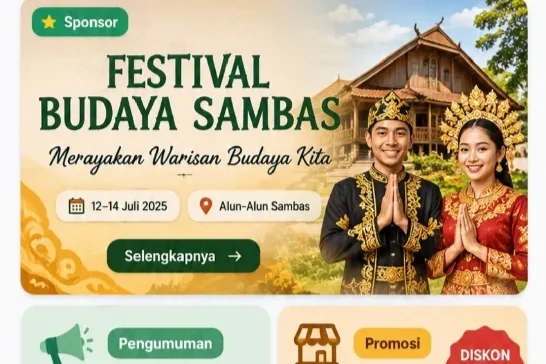 Sponsor
FESTIVAL
BUDAYA SAMBAS
Merayakan Warisan Budaya Kita
12–14 Juli 2025
Alun-Alun Sambas
Selengkapnya →
Pengumuman
Promosi
DISKON